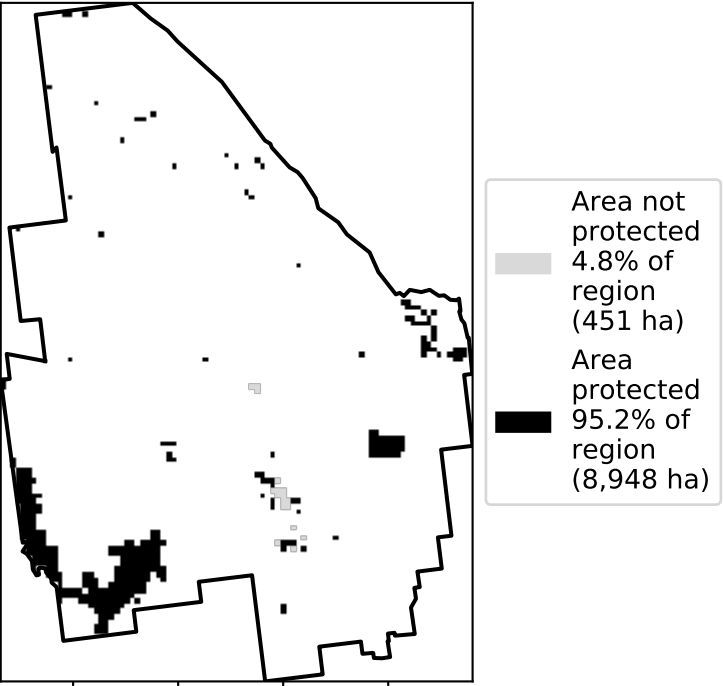 Area not
protected
4.8% of
region
(451 ha)
Area
protected
95.2% of
region
(8,948 ha)